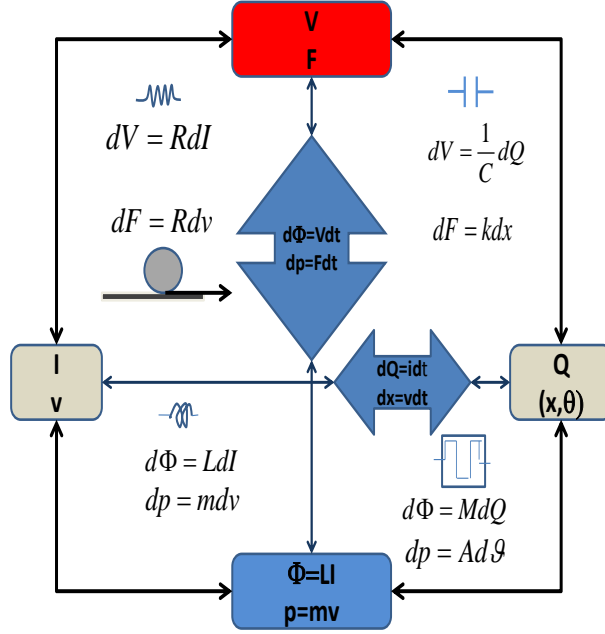 V
F
dV = RdI
dV = 1/C dQ
dF = Rdv
dF = kdx
dΦ=Vdt
dp=Fdt
I
v
dQ=idt
dx=vdt
Q
(x,θ)
dΦ = LdI
dp = mdv
dΦ = MdQ
dp = Adϑ
Φ=LI
p=mv